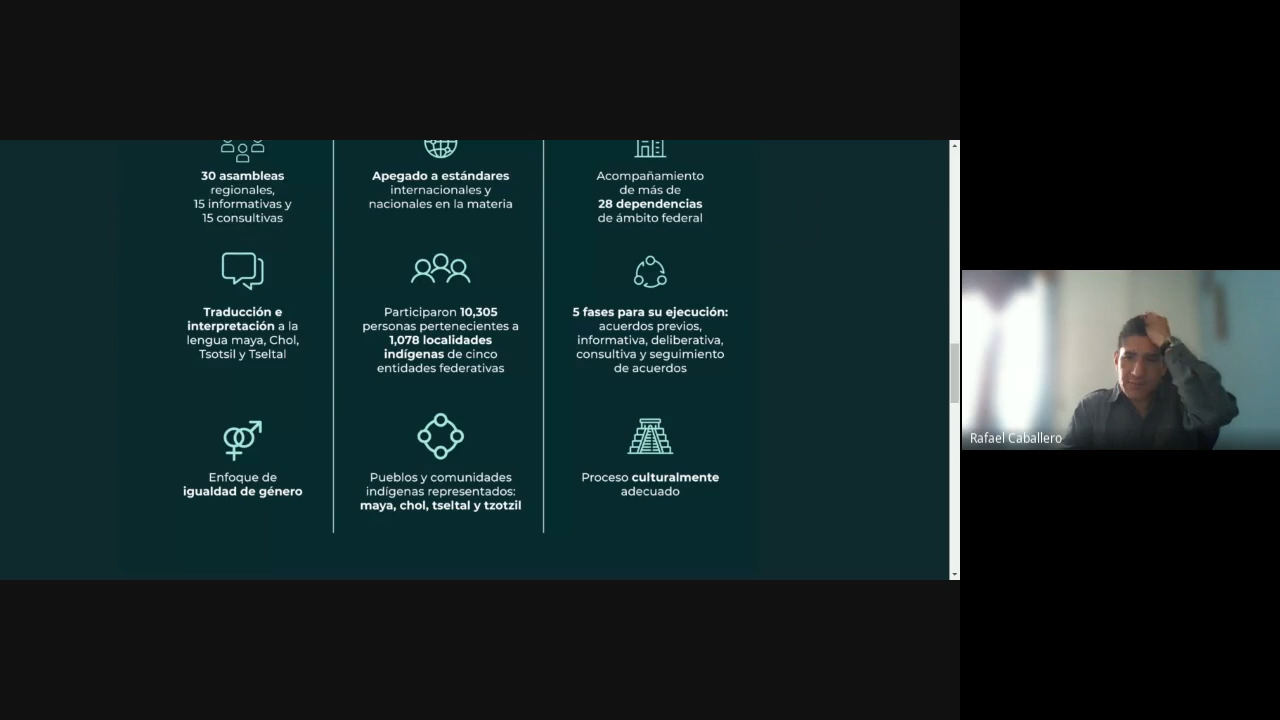 30 asambleas
regionales,
15 informativas y
15 consultivas
Apegado a estándares
internacionales y
nacionales en la materia
Acompañamiento
de más de
28 dependencias
de ámbito federal
Traducción e
interpretación a la
lengua maya, Chol,
Tsotsil y Tseltal
Participaron 10,305
personas pertenecientes a
1,078 localidades
indígenas de cinco
entidades federativas
5 fases para su ejecución:
acuerdos previos,
informativa, deliberativa,
consultiva y seguimiento
de acuerdos
Enfoque de
igualdad de género
Pueblos y comunidades
indígenas representados:
maya, chol, tseltal y tzotzil
Proceso culturalmente
adecuado
Rafael Caballero